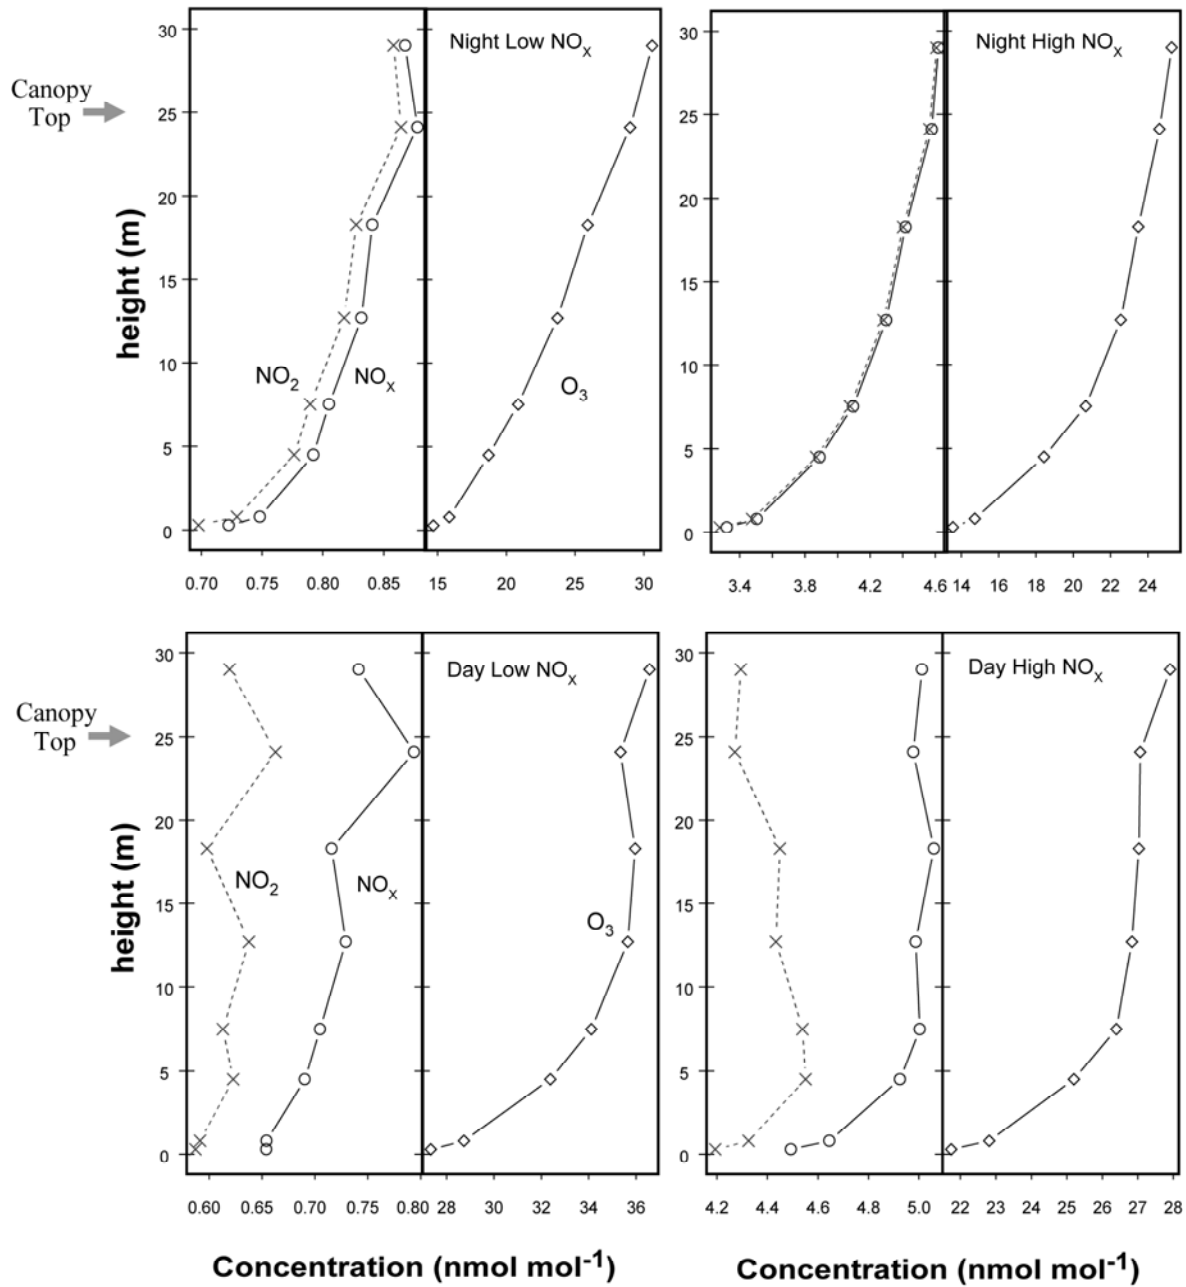 Night Low NOx
Night High NOx
Canopy
Top
30
25
20
15
10
5
0
height (m)
NO2
NOx
O3
30
25
20
15
10
5
0
0.70 0.75 0.80 0.85 15 20 25 30
3.4 3.8 4.2 4.6 14 16 18 20 22 24
Day Low NOx
Day High NOx
Canopy
Top
30
25
20
15
10
5
0
height (m)
NO2
NOx
O3
30
25
20
15
10
5
0
0.60 0.65 0.70 0.75 0.80 28 30 32 34 36
4.2 4.4 4.6 4.8 5.0 22 23 24 25 26 27 28
Concentration (nmol mol-1)
Concentration (nmol mol-1)